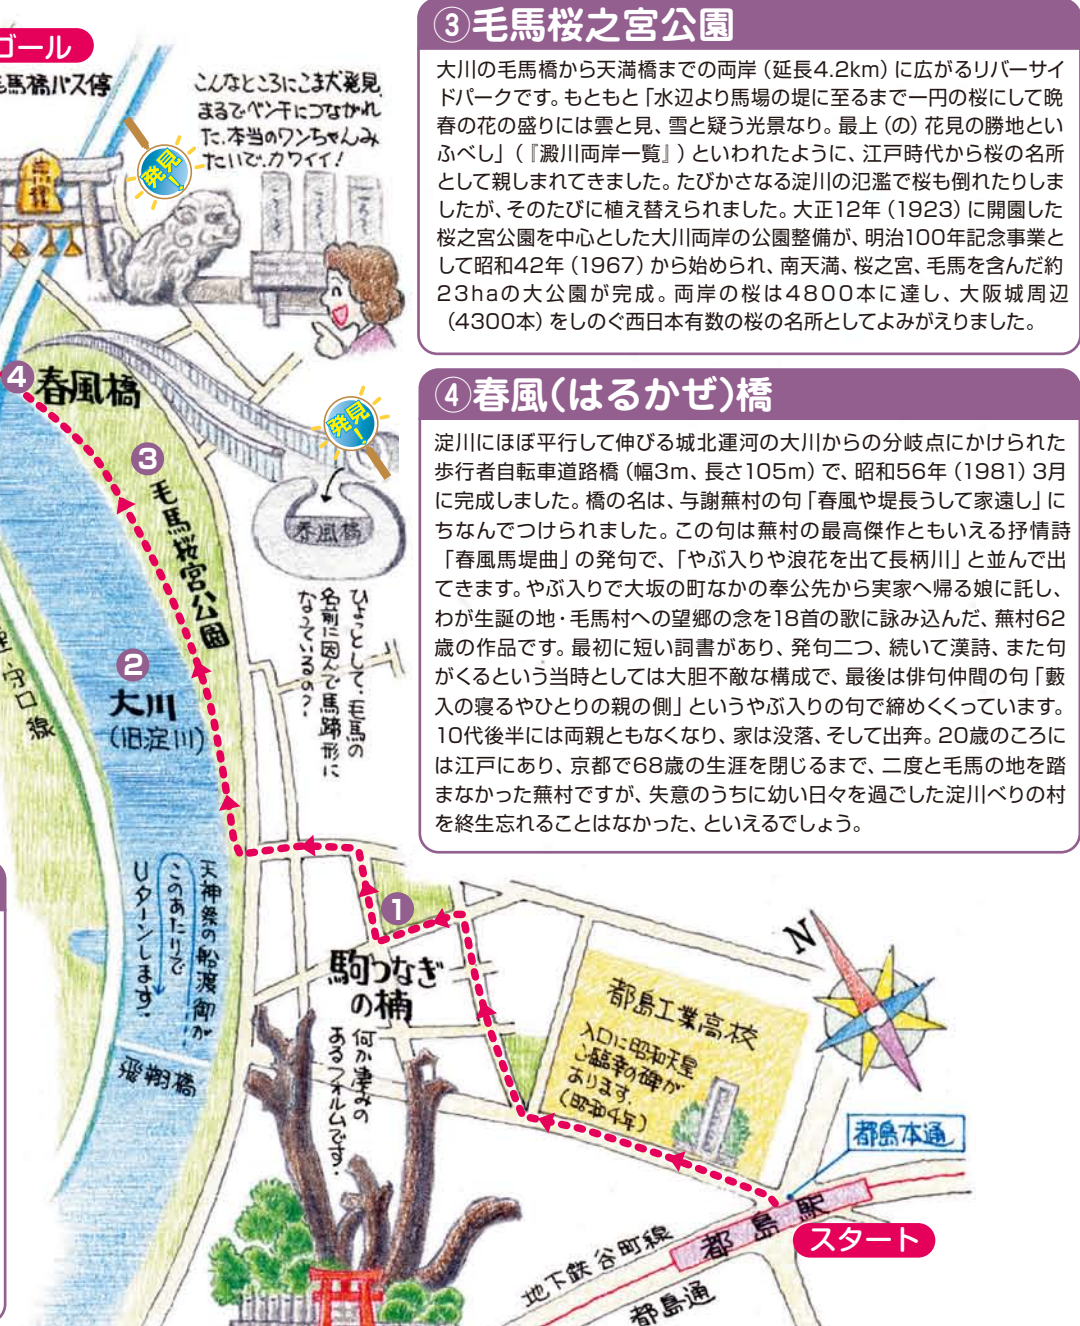 ゴール
馬橋バス停
こんなところにこま犬発見
まるでベンチにつながれ
た、本当のワンちゃんみ
たいで、カワイイ!
発見!
③毛馬桜之宮公園
大川の毛馬橋から天満橋までの両岸(延長4.2km)に広がるリバーサイ
ドパークです。もともと「水辺より馬場の堤に至るまで一円の桜にして晩
春の花の盛りには雲と見、雪と疑う光景なり。最上(の)花見の勝地とい
ふべし」(『澱川両岸一覧』)といわれたように、江戸時代から桜の名所
として親しまれてきました。たびかさなる淀川の氾濫で桜も倒れたりしま
したが、そのたびに植え替えられました。大正12年(1923)に開園した
桜之宮公園を中心とした大川両岸の公園整備が、明治100年記念事業と
して昭和42年(1967)から始められ、南天満、桜之宮、毛馬を含んだ約
23haの大公園が完成。両岸の桜は4800本に達し、大阪城周辺
(4300本)をしのぐ西日本有数の桜の名所としてよみがえりました。
④春風(はるかぜ)橋
淀川にほぼ平行して伸びる城北運河の大川からの分岐点にかけられた
歩行者自転車道路橋(幅3m、長さ105m)で、昭和56年(1981)3月
に完成しました。橋の名は、与謝蕪村の句「春風や堤長うして家遠し」に
ちなんでつけられました。この句は蕪村の最高傑作ともいえる抒情詩
「春風馬堤曲」の発句で、「やぶ入りや浪花を出て長柄川」と並んで出
てきます。やぶ入りで大坂の町なかの奉公先から実家へ帰る娘に託し、
わが生誕の地・毛馬村への望郷の念を18首の歌に詠み込んだ、蕪村62
歳の作品です。最初に短い詞書があり、発句二つ、続いて漢詩、また句
がくるという当時としては大胆不敵な構成で、最後は俳句仲間の句「藪
入の寝るやひとりの親の側」というやぶ入りの句で締めくくっています。
10代後半には両親ともなくなり、家は没落、そして出奔。20歳のころに
は江戸にあり、京都で68歳の生涯を閉じるまで、二度と毛馬の地を踏
まなかった蕪村ですが、失意のうちに幼い日々を過ごした淀川べりの村
を終生忘れることはなかった、といえるでしょう。
4
春風橋
発見!
春風橋
3
毛馬桜宮公園
ひょっとして、毛馬の
名前に因んで馬蹄形に
なっているの?
2
大川
(旧淀川)
守口線
天神祭の船渡御が
このあたりで
Uターンします。
飛翔橋
1
駒つなぎ
の楠
何か凄みの
あるフォルムです。
都島工業高校
入口に昭和天皇
ご臨幸の碑が
あります。
(昭和4年)
N
都島本通
都島駅
スタート
地下鉄谷町線
都島通